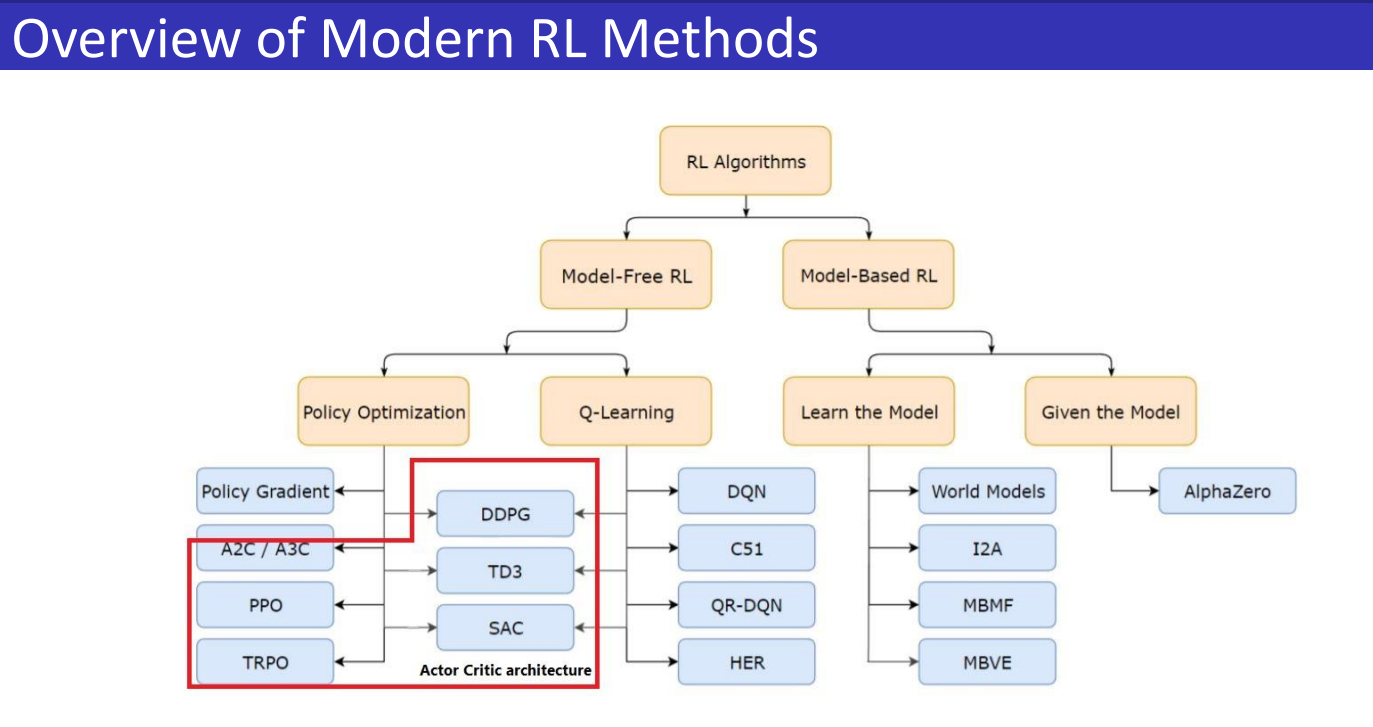 Overview of Modern RL Methods
RL Algorithms
Model-Free RL
Model-Based RL
Policy Optimization
Q-Learning
Learn the Model
Given the Model
Policy Gradient
DDPG
DQN
World Models
AlphaZero
A2C / A3C
TD3
C51
I2A
PPO
SAC
QR-DQN
MBMF
TRPO
Actor Critic architecture
HER
MBVE